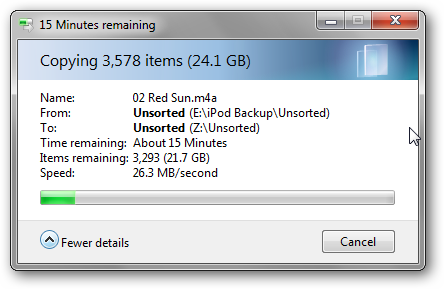 15 Minutes remaining
Copying 3,578 items (24.1 GB)
Name: 02 Red Sun.m4a
From: Unsorted (E:\iPod Backup\Unsorted)
To: Unsorted (Z:\Unsorted)
Time remaining: About 15 Minutes
Items remaining: 3,293 (21.7 GB)
Speed: 26.3 MB/second
Fewer details
Cancel